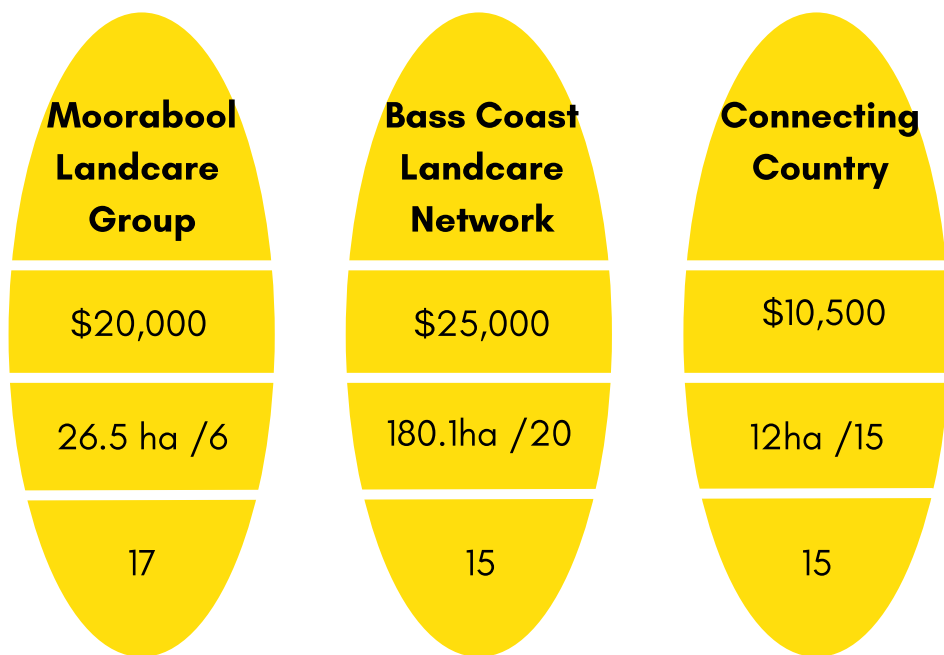 Moorabool
Landcare
Group
$20,000
26.5 ha /6
17
Bass Coast
Landcare
Network
$25,000
180.1ha /20
15
Connecting
Country
$10,500
12ha /15
15